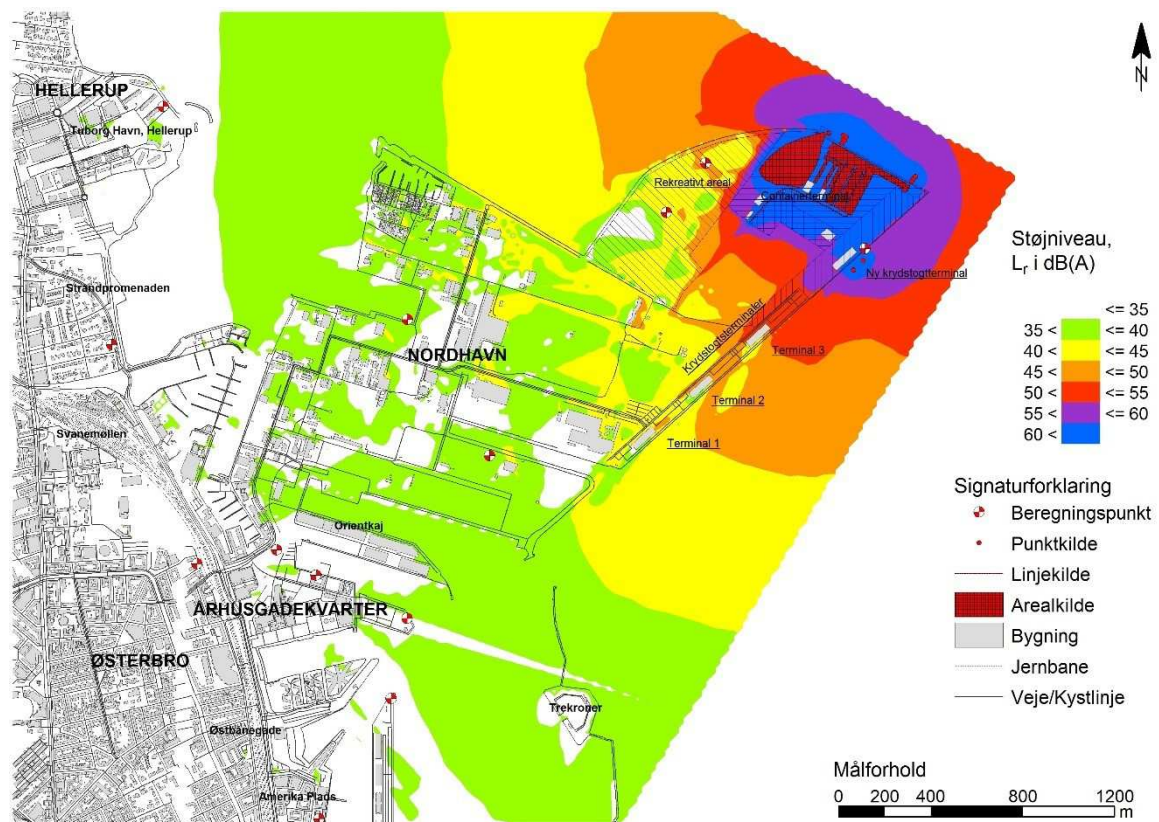 HELLERUP
Tuborg Havn, Hellerup
N
Rekreativt areal
Containerterminal
Ny krydstogtterminal
Støjniveau,
Lr i dB(A)
<= 35
35 < <= 40
40 < <= 45
45 < <= 50
50 < <= 55
55 < <= 60
60 <
Strandpromenaden
NORDHAVN
Krydstogtsterminaler
Terminal 3
Terminal 2
Terminal 1
Svanemøllen
Orientkaj
ÅRHUSGADEKVARTER
ØSTERBRO
Trekroner
Østbanegade
Amerika Plads
Signaturforklaring
Beregningspunkt
Punktkilde
Linjekilde
Arealkilde
Bygning
Jernbane
Veje/Kystlinje
Målforhold
0 200 400 800 1200
m